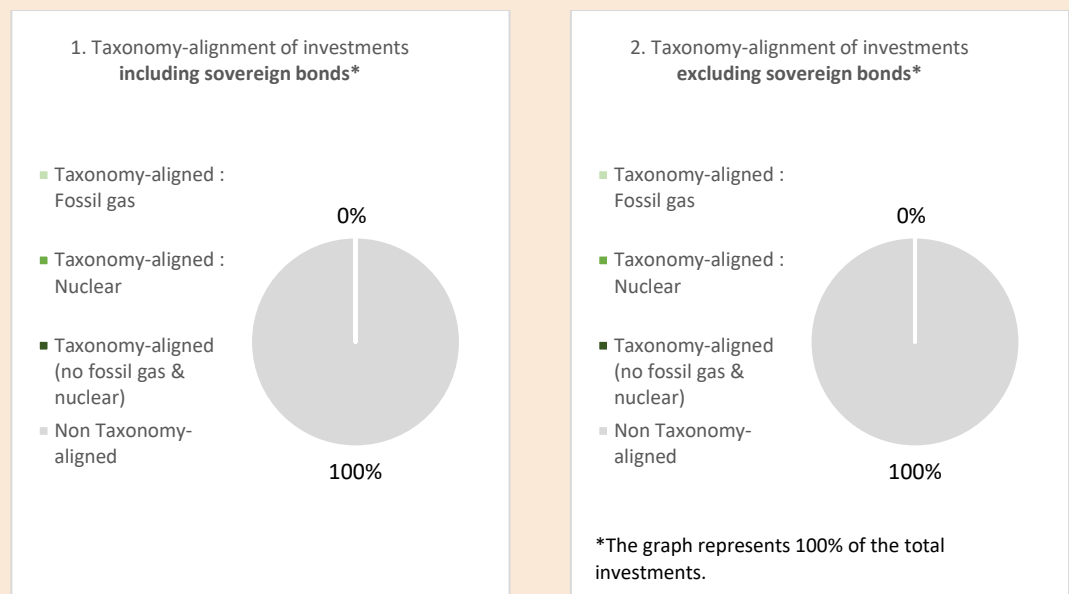 1. Taxonomy-alignment of investments
including sovereign bonds*
Taxonomy-aligned :
Fossil gas
Taxonomy-aligned :
Nuclear
Taxonomy-aligned
(no fossil gas &
nuclear)
Non Taxonomy-
aligned
0%
100%
2. Taxonomy-alignment of investments
excluding sovereign bonds*
Taxonomy-aligned :
Fossil gas
Taxonomy-aligned :
Nuclear
Taxonomy-aligned
(no fossil gas &
nuclear)
Non Taxonomy-
aligned
0%
100%
*The graph represents 100% of the total
investments.